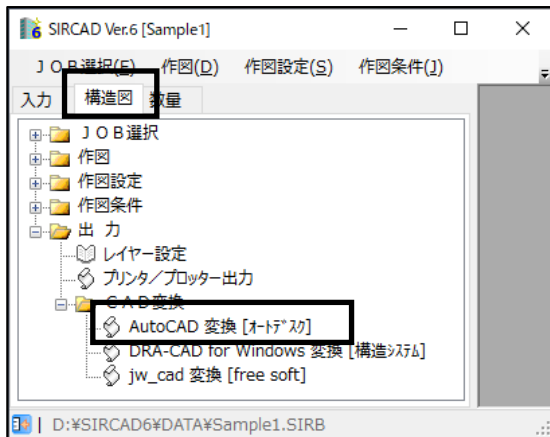 SIRCAD Ver.6 [Sample1]
ＪＯＢ選択(F) 作図(D) 作図設定(S) 作図条件(J)
入力 構造図 数量
ＪＯＢ選択
作図
作図設定
作図条件
出 力
レイヤー設定
プリンタ／プロッター出力
ＣＡＤ変換
AutoCAD 変換 [ｵｰﾄﾃﾞｽｸ]
DRA-CAD for Windows 変換 [構造ｼｽﾃﾑ]
jw_cad 変換 [free soft]
D:¥SIRCAD6¥DATA¥Sample1.SIRB